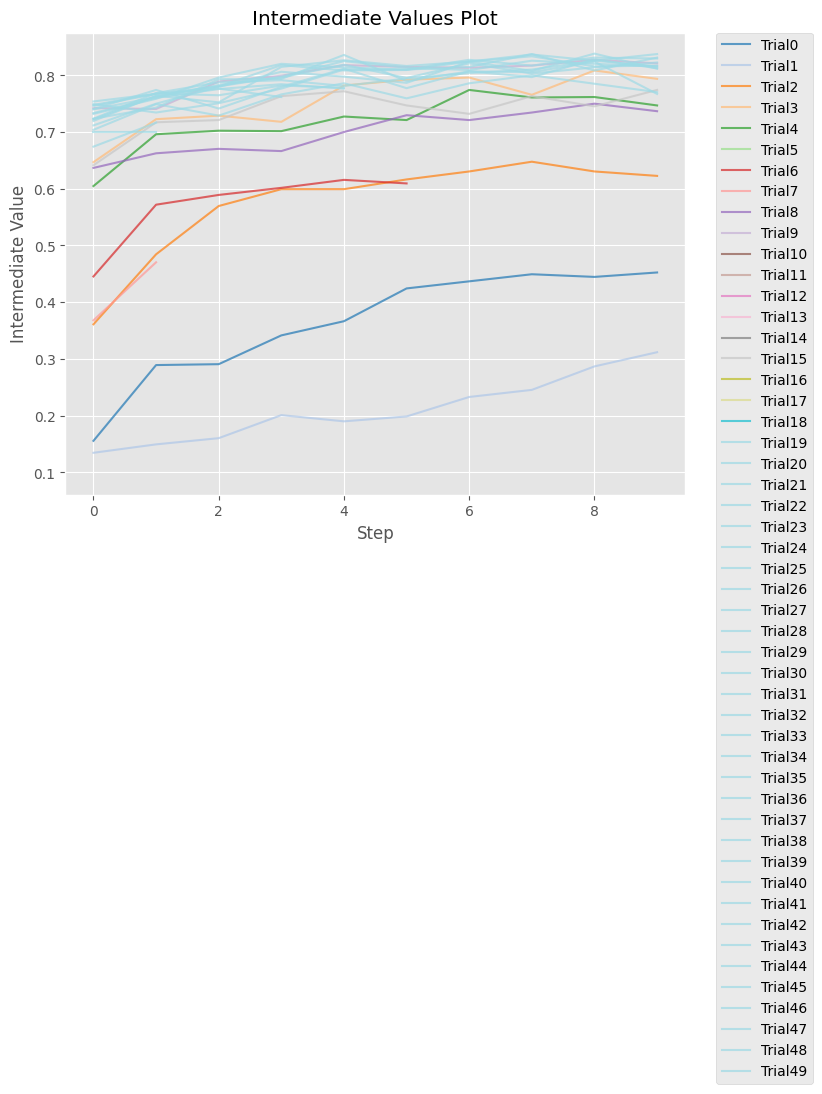 Intermediate Values Plot
Intermediate Value
0.8
0.7
0.6
0.5
0.4
0.3
0.2
0.1
0 2 4 6 8
Step
Trial0
Trial1
Trial2
Trial3
Trial4
Trial5
Trial6
Trial7
Trial8
Trial9
Trial10
Trial11
Trial12
Trial13
Trial14
Trial15
Trial16
Trial17
Trial18
Trial19
Trial20
Trial21
Trial22
Trial23
Trial24
Trial25
Trial26
Trial27
Trial28
Trial29
Trial30
Trial31
Trial32
Trial33
Trial34
Trial35
Trial36
Trial37
Trial38
Trial39
Trial40
Trial41
Trial42
Trial43
Trial44
Trial45
Trial46
Trial47
Trial48
Trial49